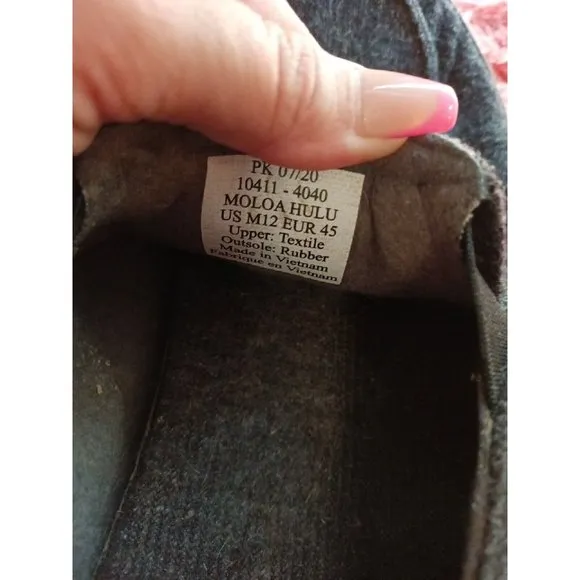 PK 07/20
10411 - 4040
MOLOA HULU
US M12 EUR 45
Upper: Textile
Outsole: Rubber
Made in Vietnam
Fabriqué en Vietnam